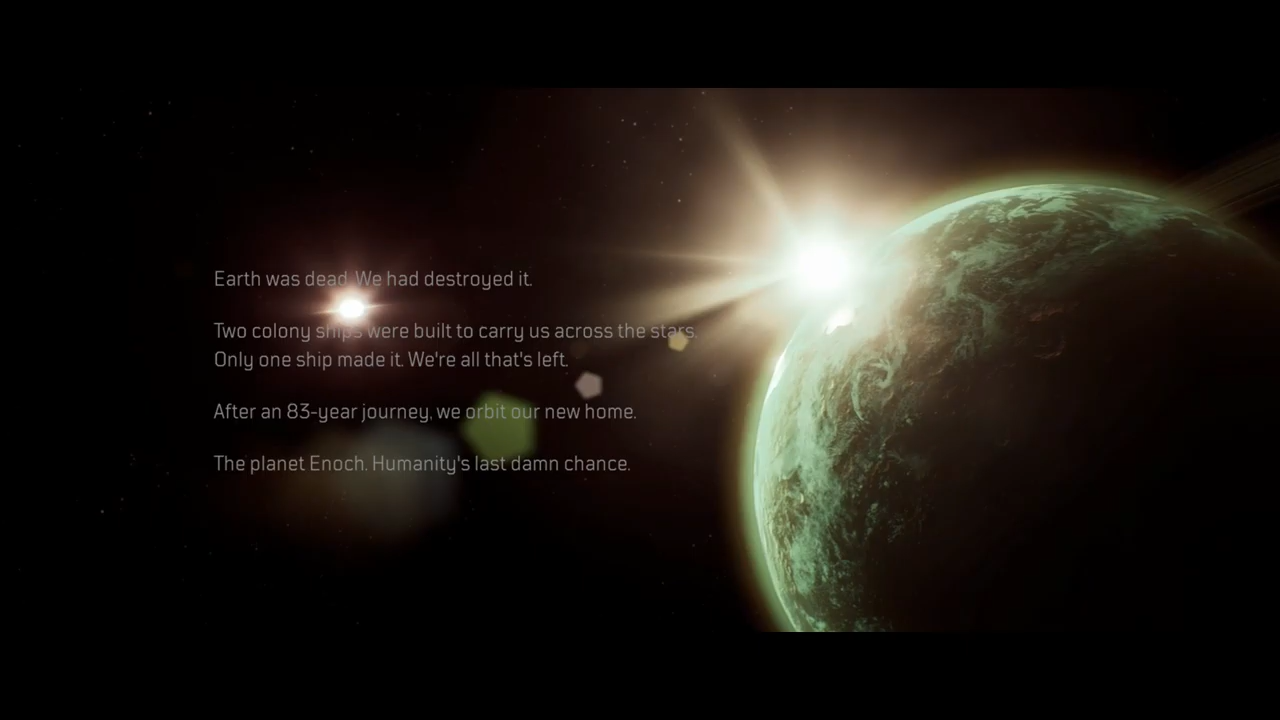 Earth was dead. We had destroyed it.
Two colony ships were built to carry us across the stars.
Only one ship made it. We're all that's left.
After an 83-year journey, we orbit our new home.
The planet Enoch. Humanity's last damn chance.